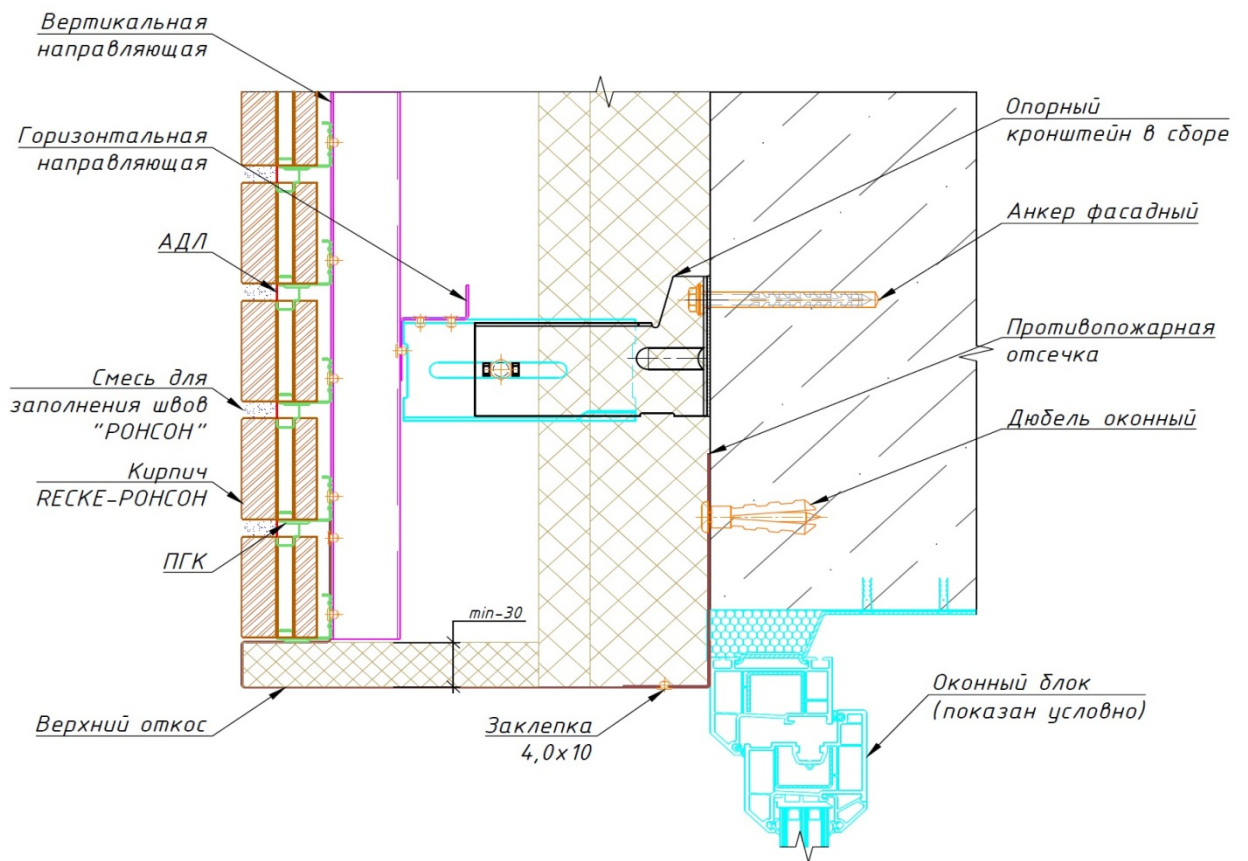 Вертикальная
направляющая
Горизонтальная
направляющая
АДЛ
Смесь для
заполнения швов
"РОНСОН"
Кирпич
RECKE-РОНСОН
ПГК
Верхний откос
min-30
Заклепка
4,0х10
Опорный
кронштейн в сборе
Анкер фасадный
Противопожарная
отсечка
Дюбель оконный
Оконный блок
(показан условно)